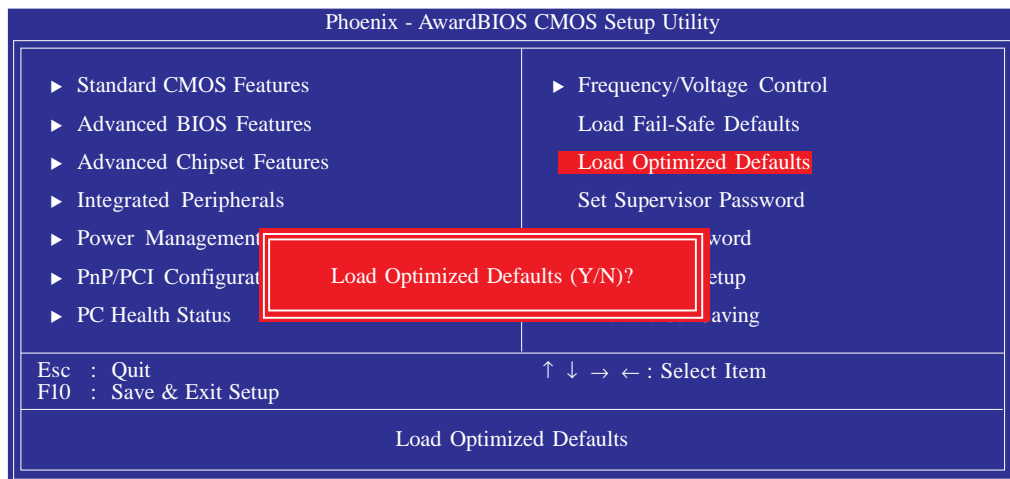 Phoenix - AwardBIOS CMOS Setup Utility
▶ Standard CMOS Features
▶ Advanced BIOS Features
▶ Advanced Chipset Features
▶ Integrated Peripherals
▶ Power Management
▶ PnP/PCI Configurat
▶ PC Health Status
▶ Frequency/Voltage Control
Load Fail-Safe Defaults
Load Optimized Defaults
Set Supervisor Password
word
etup
aving
Load Optimized Defaults (Y/N)?
Esc : Quit
F10 : Save & Exit Setup
↑ ↓ → ← : Select Item
Load Optimized Defaults